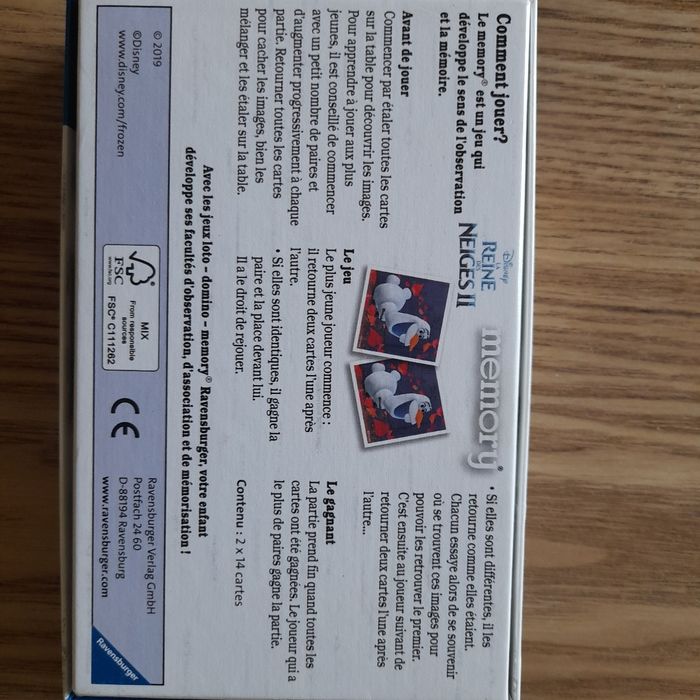 Comment jouer?
Le memory® est un jeu qui
développe le sens de l'observation
et la mémoire.
Avant de jouer
Commencer par étaler toutes les cartes
sur la table pour découvrir les images.
Pour apprendre à jouer aux plus
jeunes, il est conseillé de commencer
avec un petit nombre de paires et
d'augmenter progressivement à chaque
partie. Retourner toutes les cartes
pour cacher les images, bien les
mélanger et les étaler sur la table.
Disney
LA
REINE
DES
NEIGES II
memory®
Le jeu
Le plus jeune joueur commence :
il retourne deux cartes l'une après
l'autre.
• Si elles sont identiques, il gagne la
paire et la place devant lui.
Il a le droit de rejouer.
• Si elles sont différentes, il les
retourne comme elles étaient.
Chacun essaye alors de se souvenir
où se trouvent ces images pour
pouvoir les retrouver le premier.
C'est ensuite au joueur suivant de
retourner deux cartes l'une après
l'autre...
Le gagnant
La partie prend fin quand toutes les
cartes ont été gagnées. Le joueur qui a
le plus de paires gagne la partie.
Contenu : 2 x 14 cartes
Avec les jeux loto – domino – memory® Ravensburger, votre enfant
développe ses facultés d'observation, d'association et de mémorisation !
© 2019
©Disney
www.disney.com/frozen
FSC
www.fsc.org
MIX
From responsible
sources
FSC® C111262
CE
Ravensburger Verlag GmbH
Postfach 24 60
D-88194 Ravensburg
www.ravensburger.com
Ravensburger